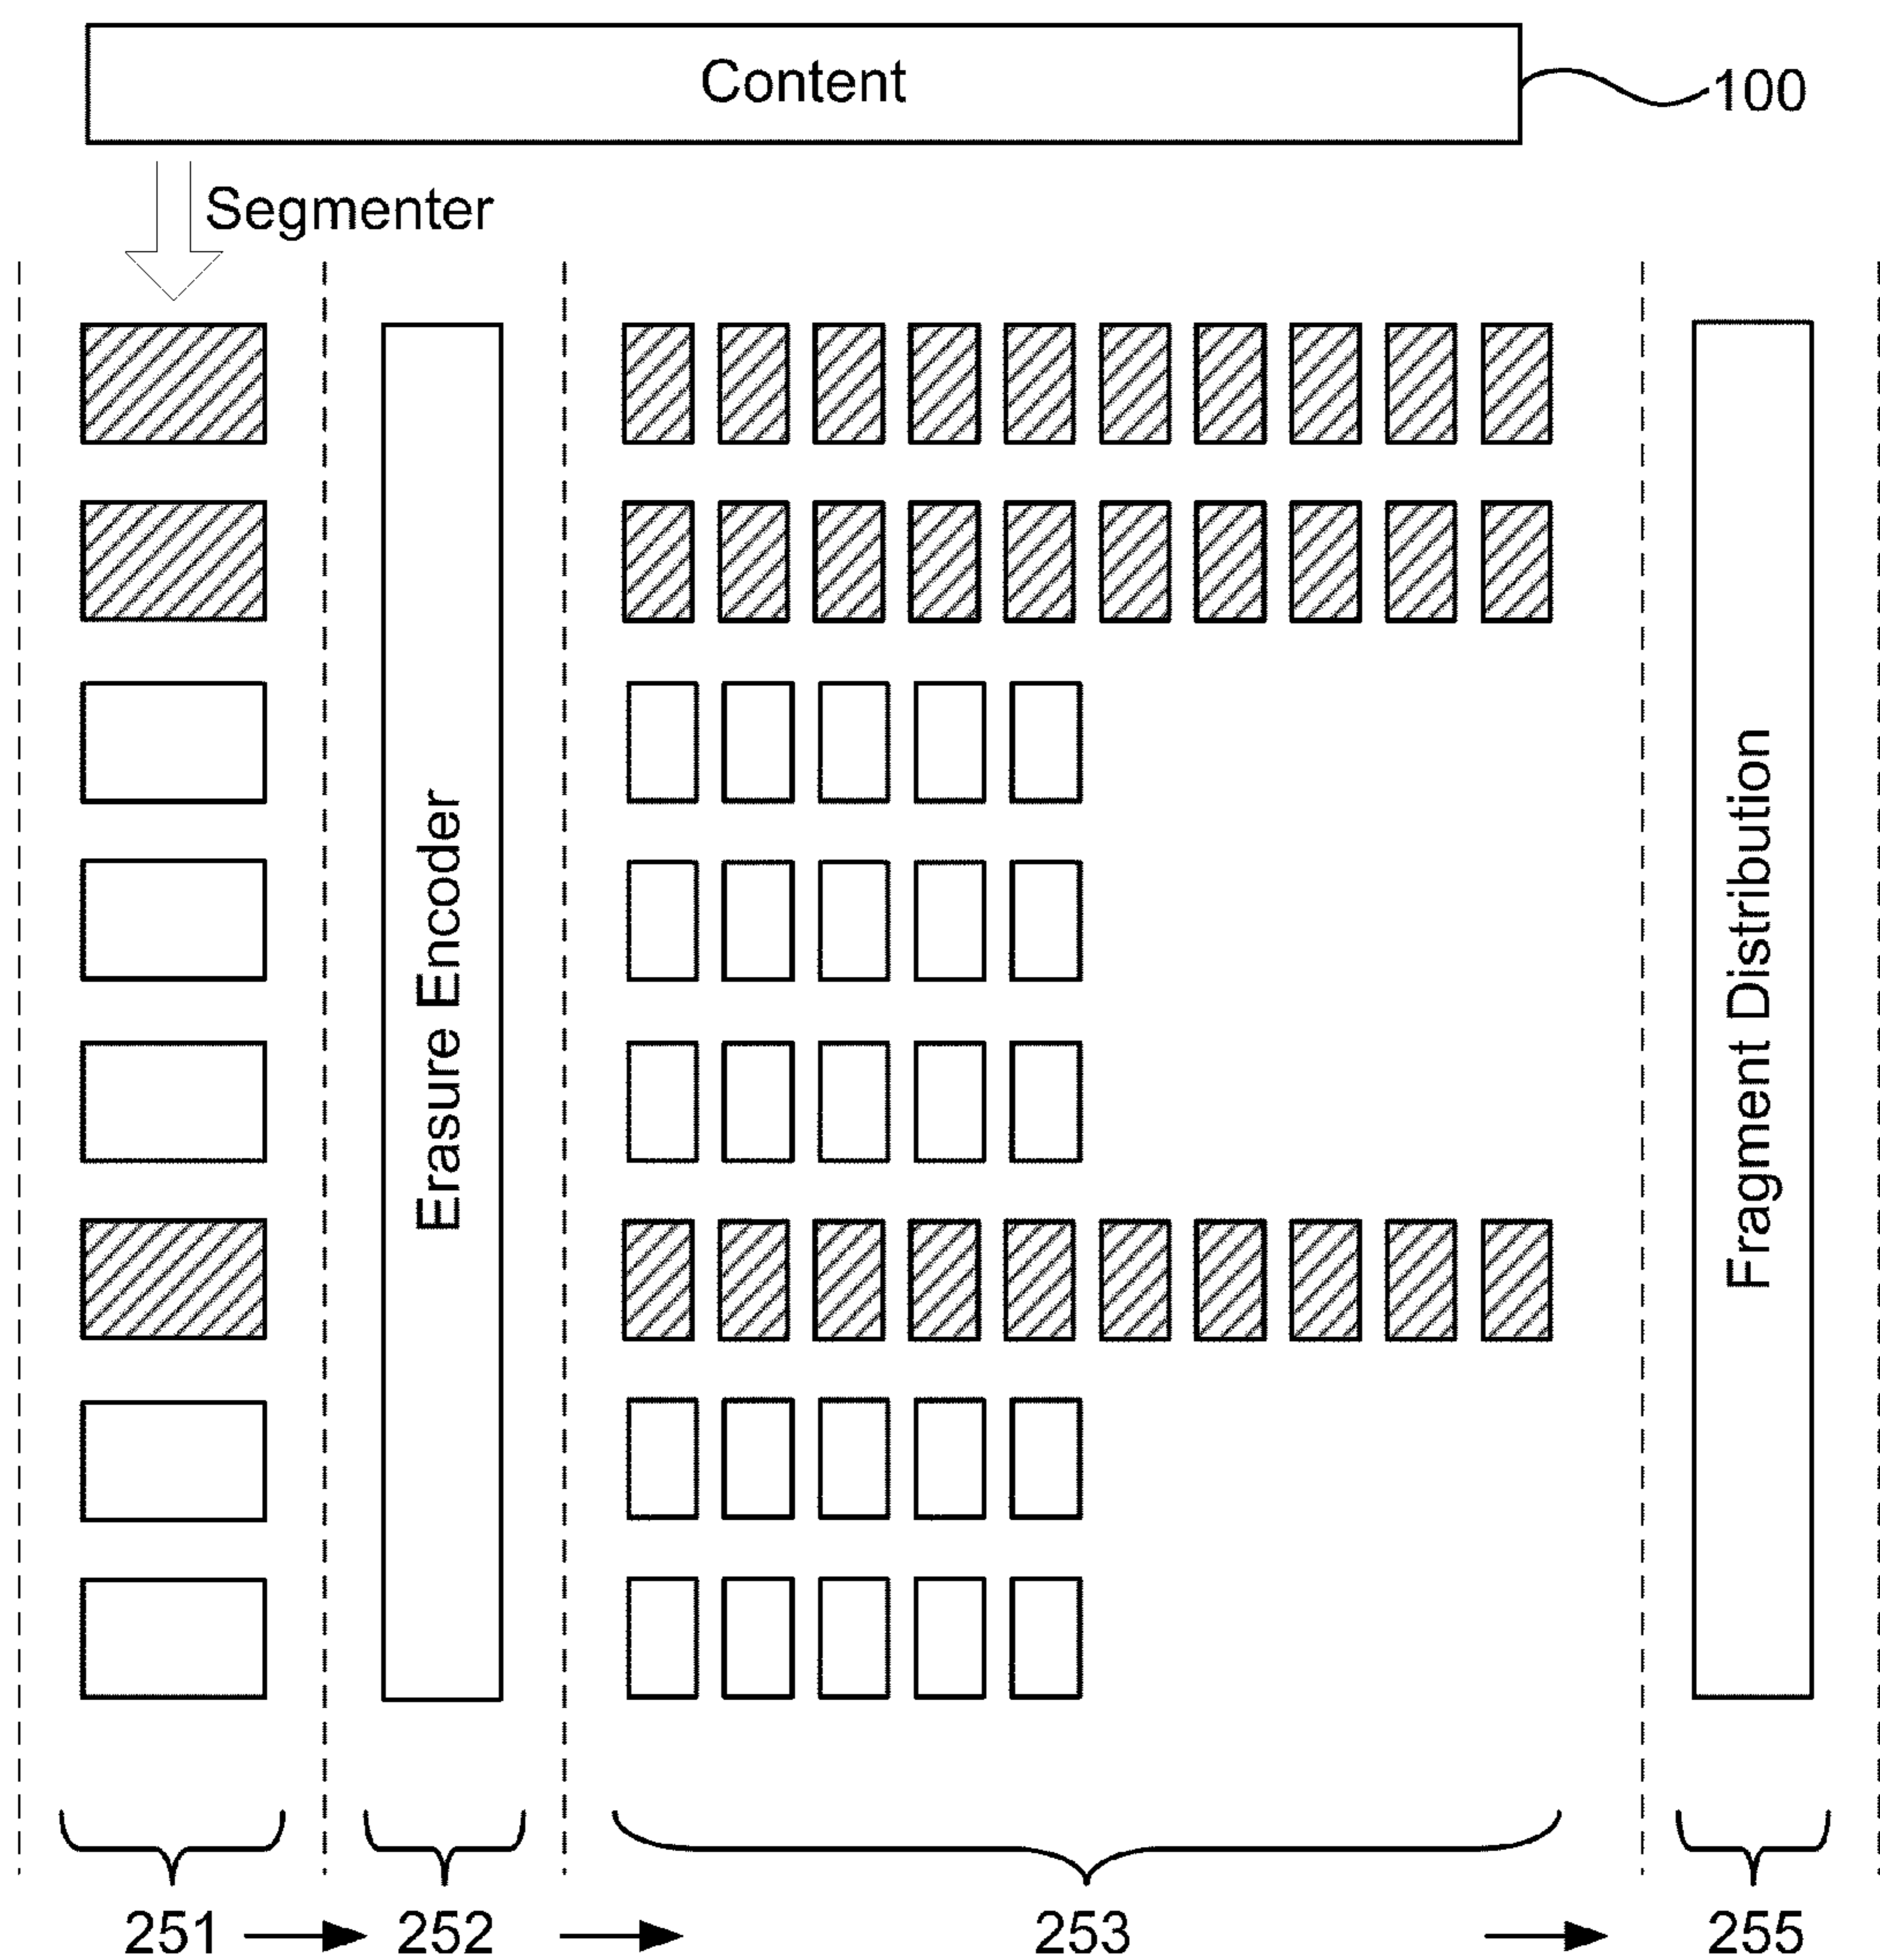 Content
100
Segmenter
Erasure Encoder
Fragment Distribution
251
252
253
255